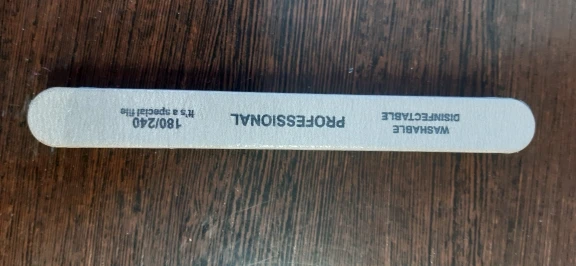 WASHABLE
DISINFECTABLE
PROFESSIONAL
180/240
It's a special file